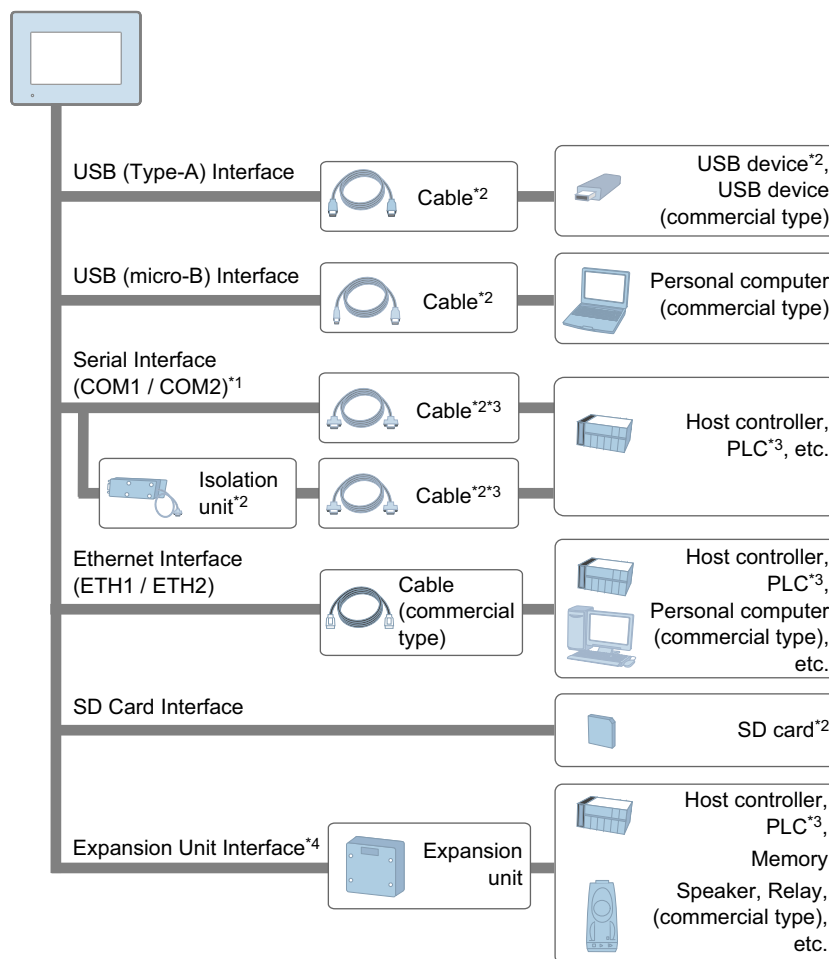 USB (Type-A) Interface
Cable*2
USB device*2,
USB device
(commercial type)
USB (micro-B) Interface
Cable*2
Personal computer
(commercial type)
Serial Interface
(COM1 / COM2)*1
Cable*2*3
Host controller,
PLC*3, etc.
Isolation
unit*2
Cable*2*3
Ethernet Interface
(ETH1 / ETH2)
Cable
(commercial
type)
Host controller,
PLC*3,
Personal computer
(commercial type),
etc.
SD Card Interface
SD card*2
Expansion Unit Interface*4
Expansion
unit
Host controller,
PLC*3,
Memory
Speaker, Relay,
(commercial type),
etc.